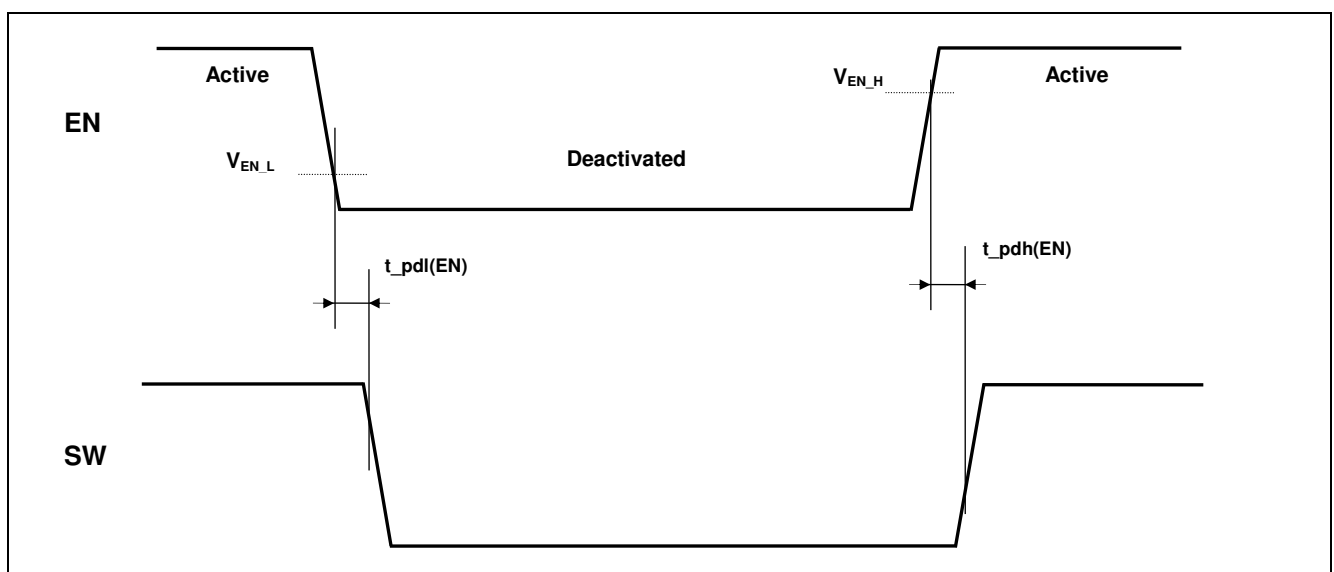 Active
V_EN_H
Active
EN
V_EN_L
Deactivated
t_pdl(EN)
t_pdh(EN)
SW